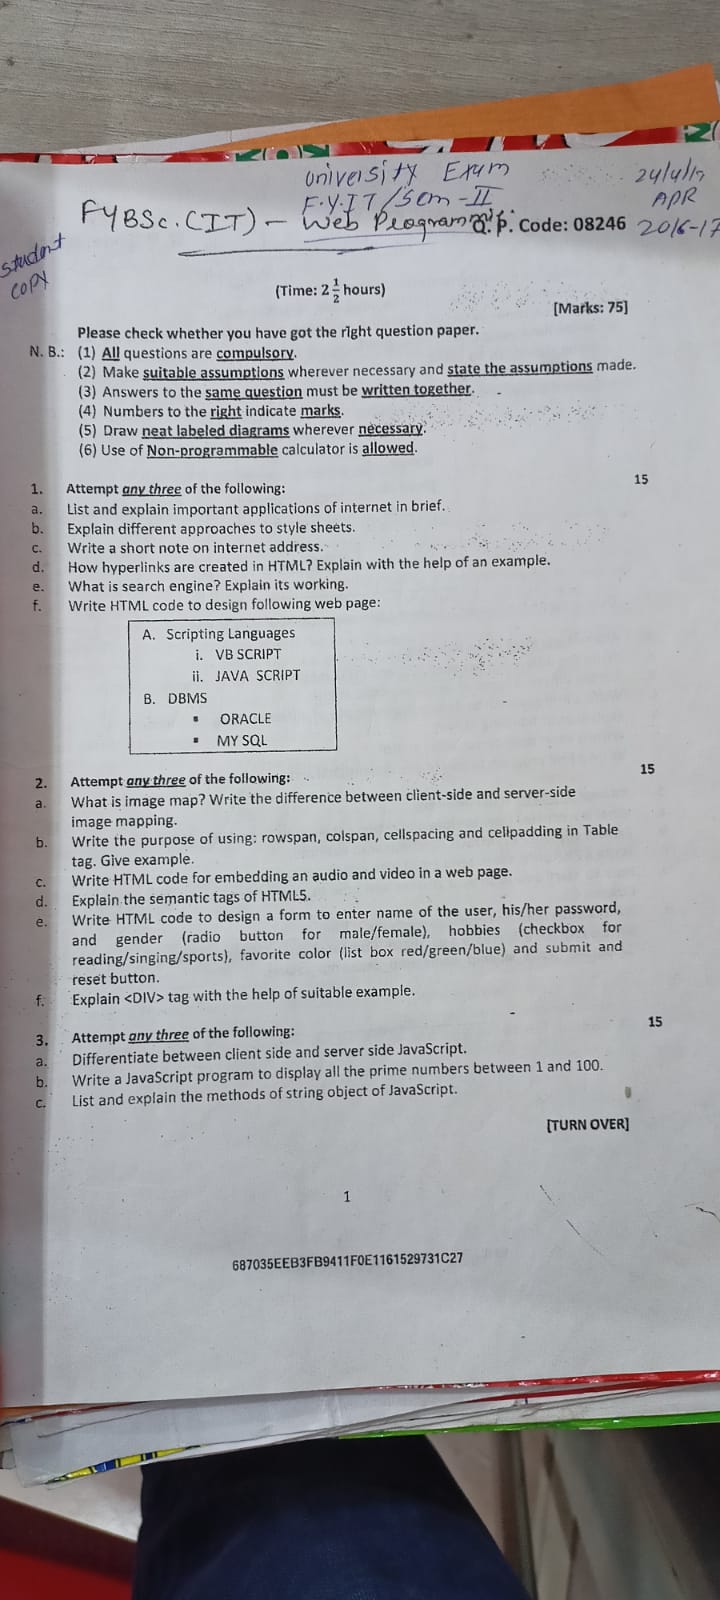 University Exam
24/4/17
F.Y.IT/Sem-II
APR
FYBSc.(IT) - Web Programming
Q. P. Code: 08246
2016-17
student
copy
(Time: 2 1/2 hours)
[Marks: 75]
Please check whether you have got the right question paper.
N. B.: (1) All questions are compulsory.
(2) Make suitable assumptions wherever necessary and state the assumptions made.
(3) Answers to the same question must be written together.
(4) Numbers to the right indicate marks.
(5) Draw neat labeled diagrams wherever necessary.
(6) Use of Non-programmable calculator is allowed.
1. Attempt any three of the following: 15
a. List and explain important applications of internet in brief.
b. Explain different approaches to style sheets.
c. Write a short note on internet address.
d. How hyperlinks are created in HTML? Explain with the help of an example.
e. What is search engine? Explain its working.
f. Write HTML code to design following web page:
A. Scripting Languages
i. VB SCRIPT
ii. JAVA SCRIPT
B. DBMS
▪ ORACLE
▪ MY SQL
2. Attempt any three of the following: 15
a. What is image map? Write the difference between client-side and server-side
image mapping.
b. Write the purpose of using: rowspan, colspan, cellspacing and cellpadding in Table
tag. Give example.
c. Write HTML code for embedding an audio and video in a web page.
d. Explain the semantic tags of HTML5.
e. Write HTML code to design a form to enter name of the user, his/her password,
and gender (radio button for male/female), hobbies (checkbox for
reading/singing/sports), favorite color (list box red/green/blue) and submit and
reset button.
f. Explain <DIV> tag with the help of suitable example.
3. Attempt any three of the following: 15
a. Differentiate between client side and server side JavaScript.
b. Write a JavaScript program to display all the prime numbers between 1 and 100.
c. List and explain the methods of string object of JavaScript.
[TURN OVER]
1
687035EEB3FB9411F0E1161529731C27